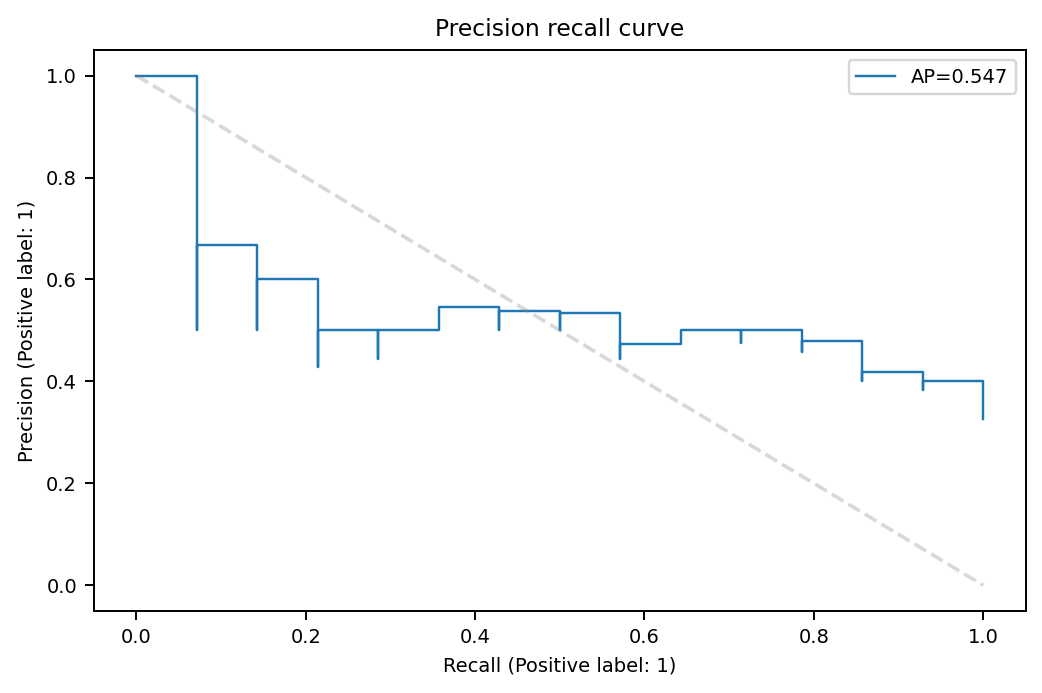 Precision recall curve
AP=0.547
1.0
0.8
0.6
0.4
0.2
0.0
Precision (Positive label: 1)
0.0 0.2 0.4 0.6 0.8 1.0
Recall (Positive label: 1)